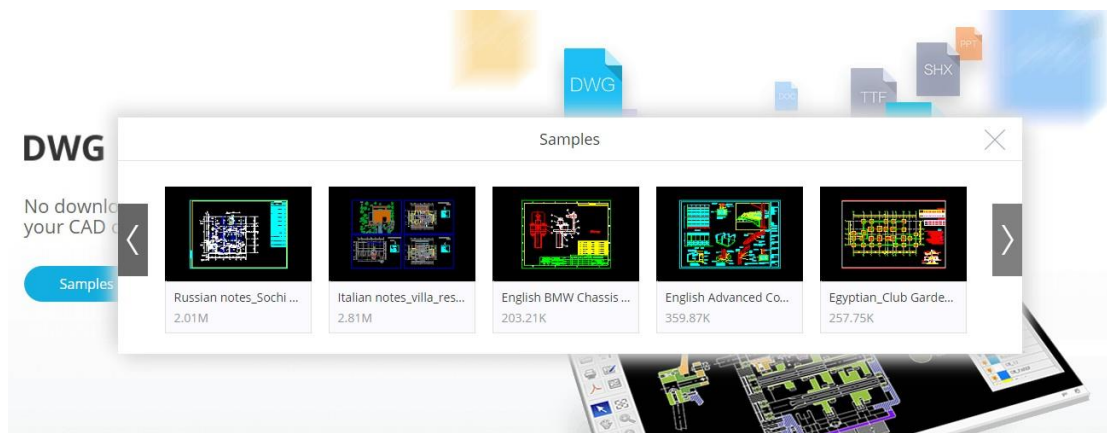 DWG
PPT
SHX
TTF
Samples
DWG
No downlo
your CAD
Samples
Russian notes_Sochi ...
2.01M
Italian notes_villa_res...
2.81M
English BMW Chassis ...
203.21K
English Advanced Co...
359.87K
Egyptian_Club Garde...
257.75K